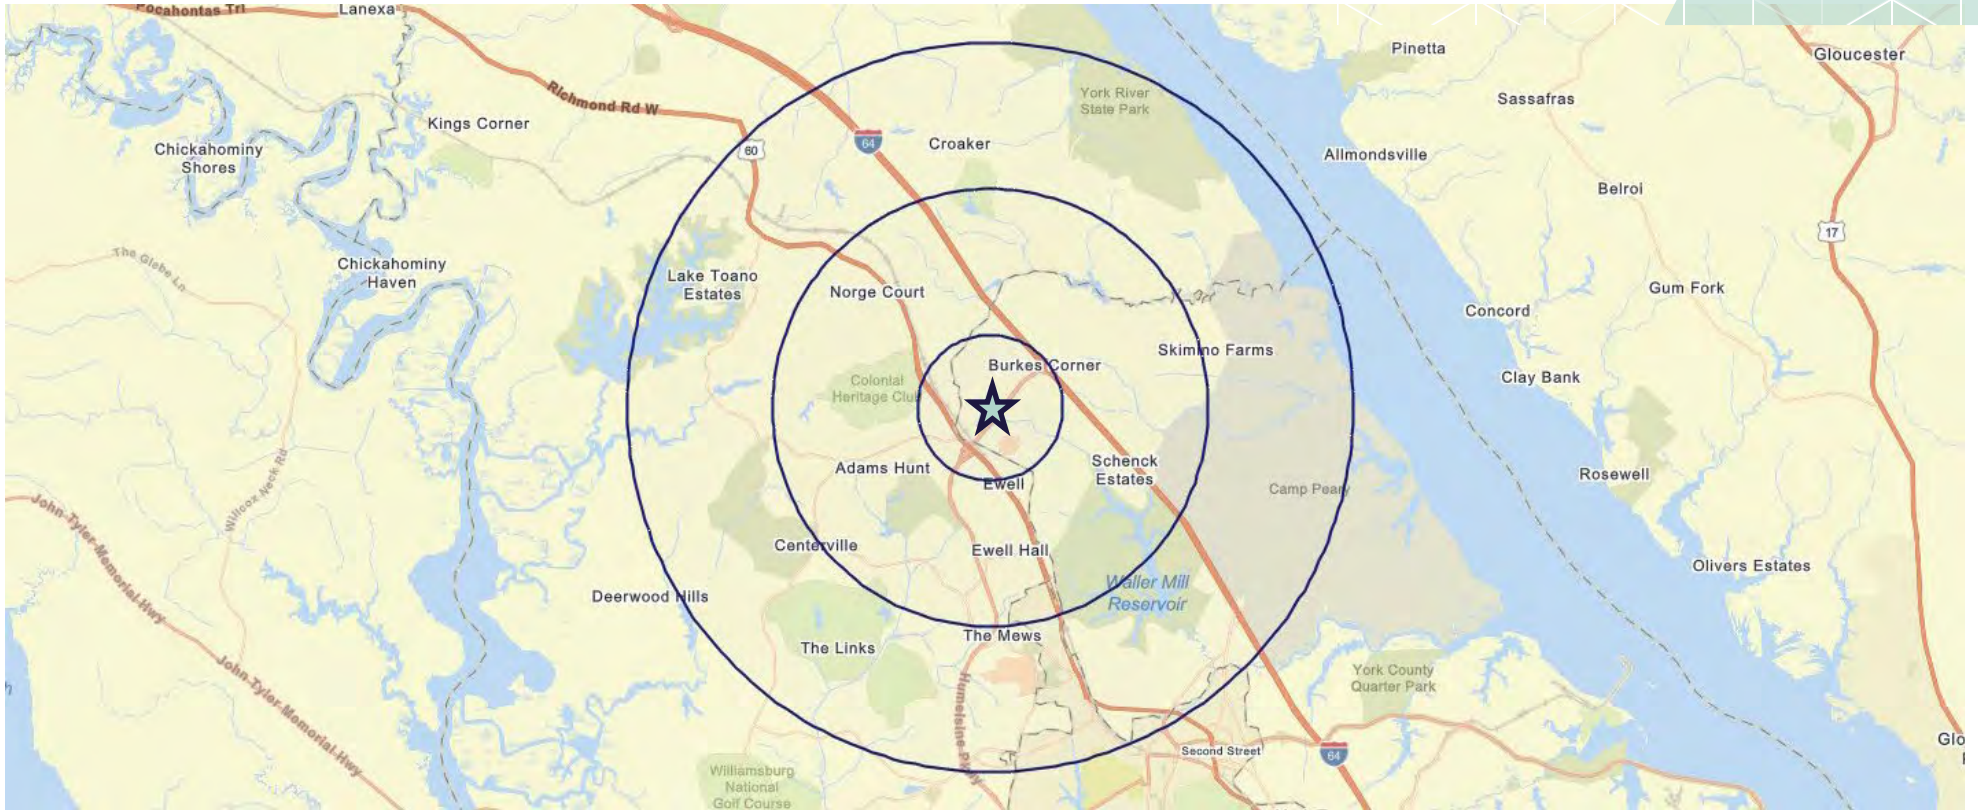 Pocahontas Trl
Lanexa
Pinetta
Gloucester
Richmond Rd W
York River
State Park
Sassafras
Kings Corner
64
Croaker
60
Chickahominy
Shores
Allmondsville
Belroi
17
The Glebe Ln
Chickahominy
Haven
Lake Toano
Estates
Norge Court
Gum Fork
Concord
Skimino Farms
Burkes Corner
Colonial
Heritage Club
Clay Bank
Adams Hunt
Schenck
Estates
Ewell
Camp Peary
Rosewell
Willcox Neck Rd
John Tyler Memorial Hwy
Centerville
Ewell Hall
Waller Mill
Reservoir
Olivers Estates
Deerwood Hills
The Mews
The Links
John Tyler Memorial Hwy
Humelsine Pkwy
York County
Quarter Park
Second Street
64
Glo
Williamsburg
National
Golf Course